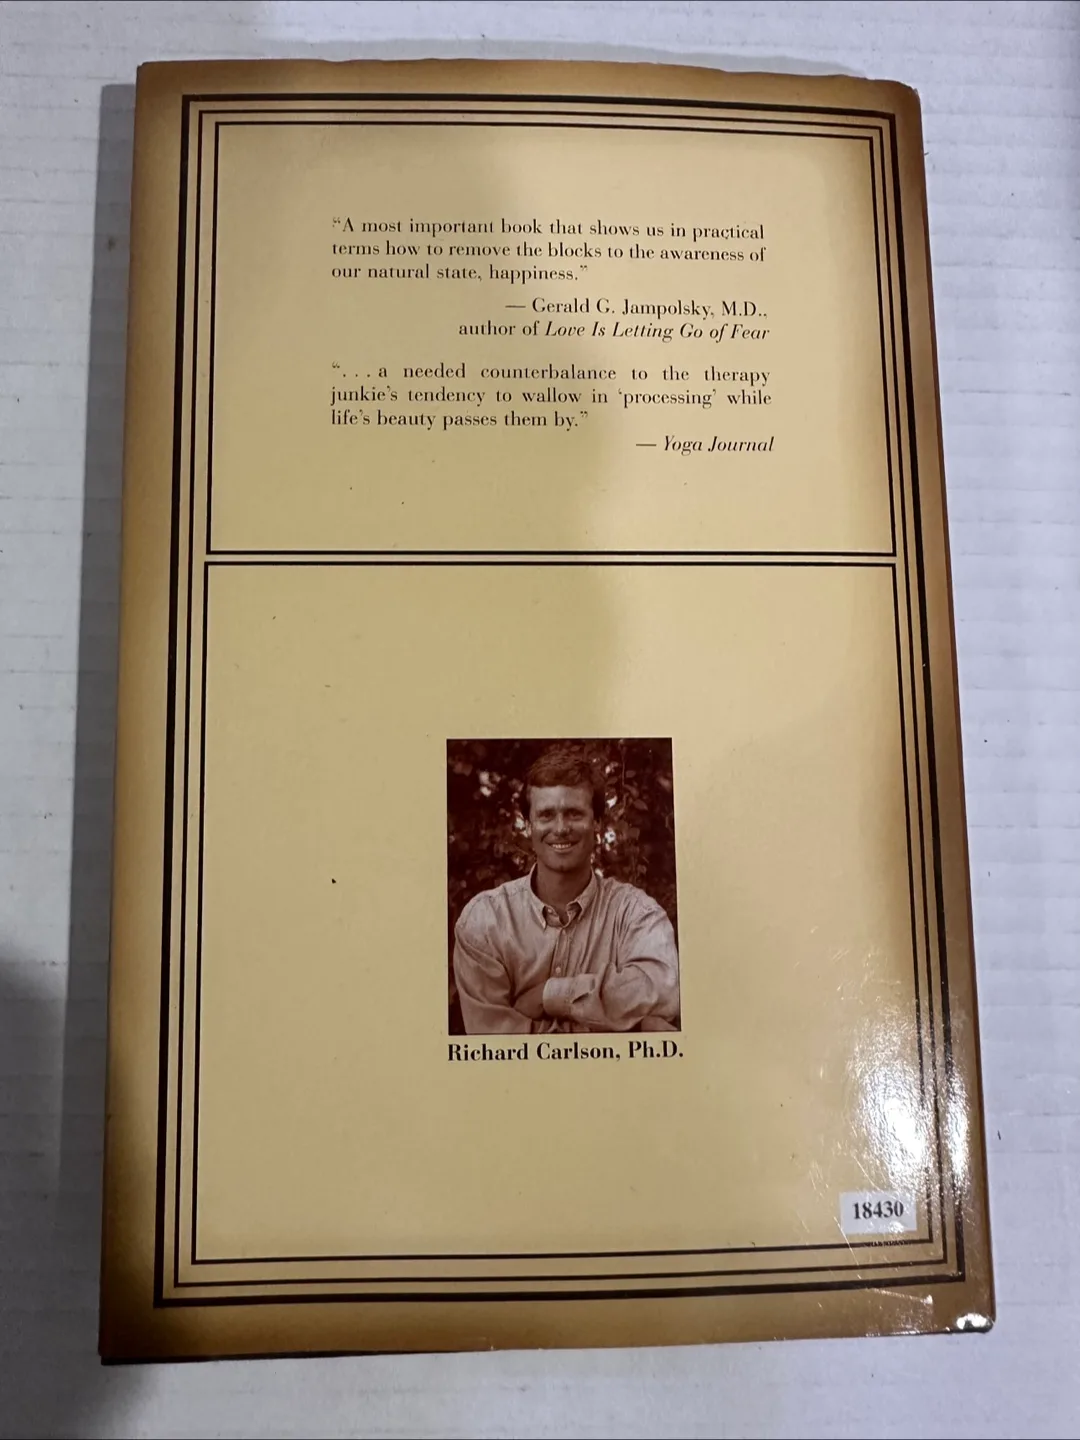 “A most important book that shows us in practical
terms how to remove the blocks to the awareness of
our natural state, happiness.”
— Gerald G. Jampolsky, M.D.,
author of Love Is Letting Go of Fear
“. . . a needed counterbalance to the therapy
junkie’s tendency to wallow in ‘processing’ while
life’s beauty passes them by.”
— Yoga Journal
Richard Carlson, Ph.D.
18430